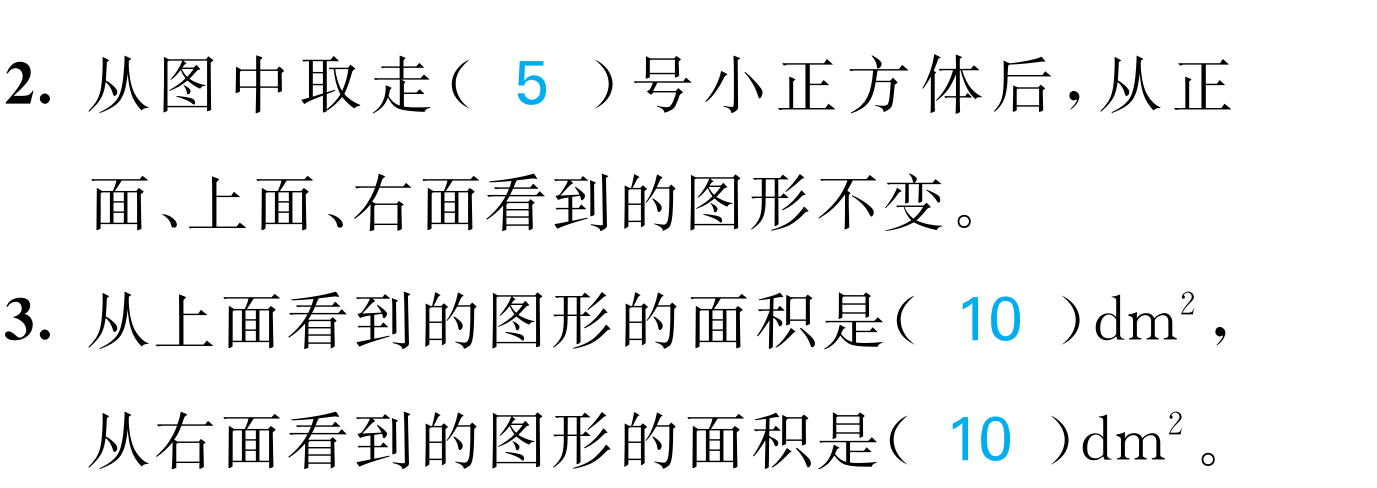 2. 从图中取走( 5 )号小正方体后,从正
面、上面、右面看到的图形不变。
3. 从上面看到的图形的面积是( 10 )dm²,
从右面看到的图形的面积是( 10 )dm²。